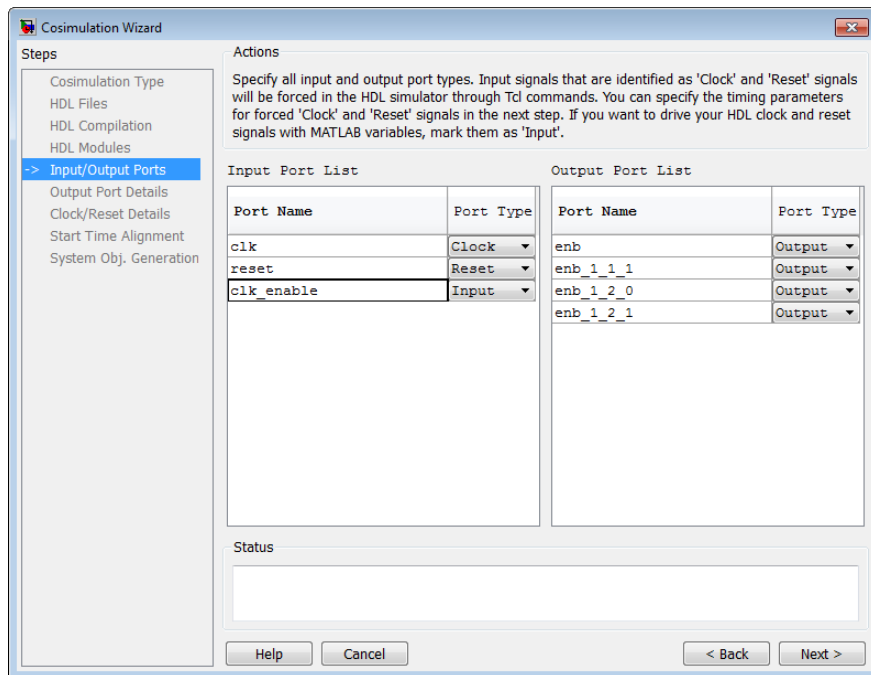 Cosimulation Wizard
Steps
Cosimulation Type
HDL Files
HDL Compilation
HDL Modules
-> Input/Output Ports
Output Port Details
Clock/Reset Details
Start Time Alignment
System Obj. Generation
Actions
Specify all input and output port types. Input signals that are identified as 'Clock' and 'Reset' signals
will be forced in the HDL simulator through Tcl commands. You can specify the timing parameters
for forced 'Clock' and 'Reset' signals in the next step. If you want to drive your HDL clock and reset
signals with MATLAB variables, mark them as 'Input'.
Input Port List
Port Name Port Type
clk Clock
reset Reset
clk_enable Input
Output Port List
Port Name Port Type
enb Output
enb_1_1_1 Output
enb_1_2_0 Output
enb_1_2_1 Output
Status
Help Cancel < Back Next >